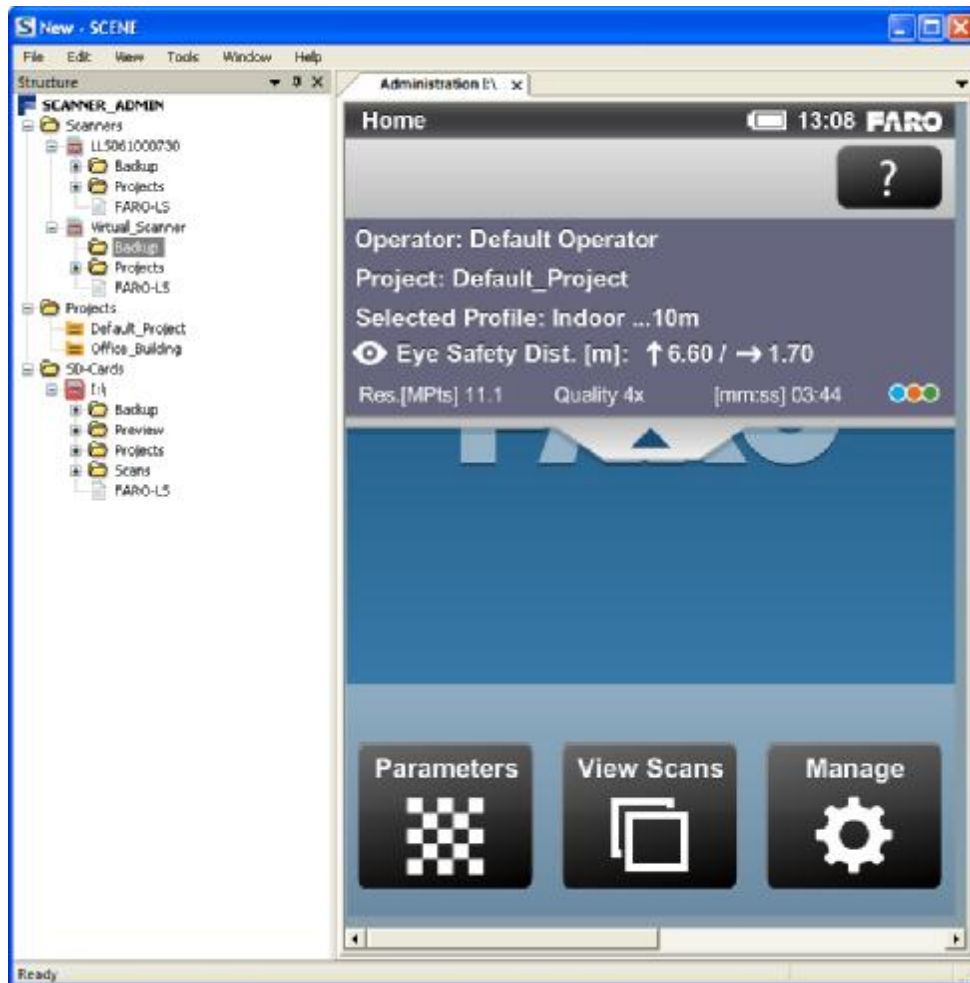 New - SCENE
File Edit View Tools Window Help
Structure
SCANNER_ADMIN
Scanners
LLS061000730
Backup
Projects
FARO-LS
Virtual_Scanner
Backup
Projects
FARO-LS
Projects
Default_Project
Office_Building
SD-Cards
I:\
Backup
Preview
Projects
Scans
FARO-LS
Administration I:\
Home 13:08 FARO
?
Operator: Default Operator
Project: Default_Project
Selected Profile: Indoor ...10m
Eye Safety Dist. [m]: ↑ 6.60 / → 1.70
Res.[MPts] 11.1 Quality 4x [mm:ss] 03:44
FARO
Parameters View Scans Manage
Ready